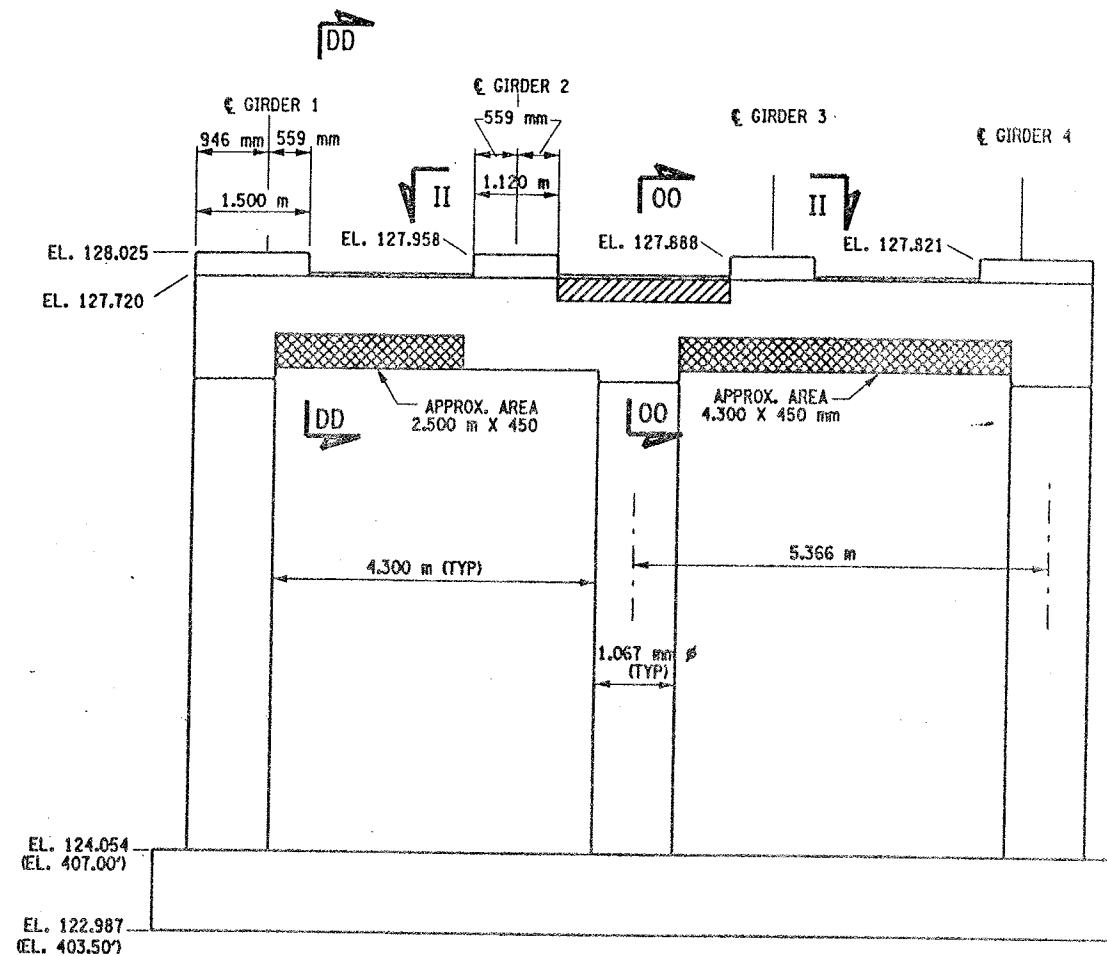 DD
℄ GIRDER 1
℄ GIRDER 2
℄ GIRDER 3
℄ GIRDER 4
946 mm
559 mm
559 mm
1.500 m
1.120 m
II
OO
II
EL. 128.025
EL. 127.958
EL. 127.888
EL. 127.821
EL. 127.720
DD
APPROX. AREA
2.500 m X 450
OO
APPROX. AREA
4.300 X 450 mm
4.300 m (TYP)
5.366 m
1.067 mm ø
(TYP)
EL. 124.054
(EL. 407.00')
EL. 122.987
(EL. 403.50')